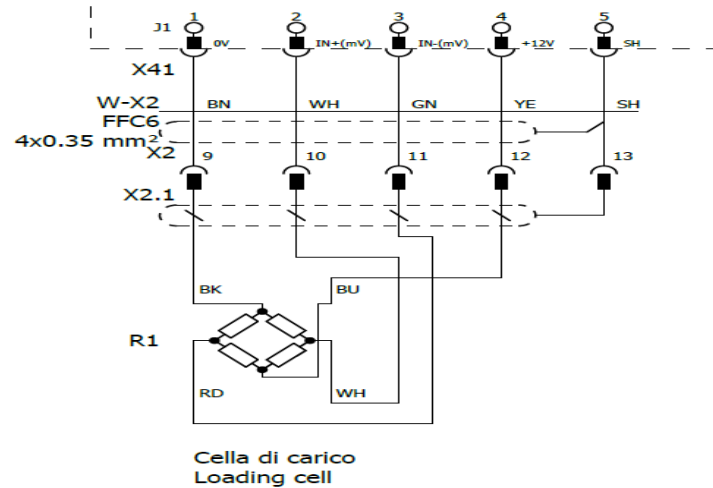 1 2 3 4 5
J1
0V IN+(mV) IN-(mV) +12V SH
X41
W-X2 BN WH GN YE SH
FFC6
4x0.35 mm²
X2 9 10 11 12 13
X2.1
BK BU
R1
RD WH
Cella di carico
Loading cell